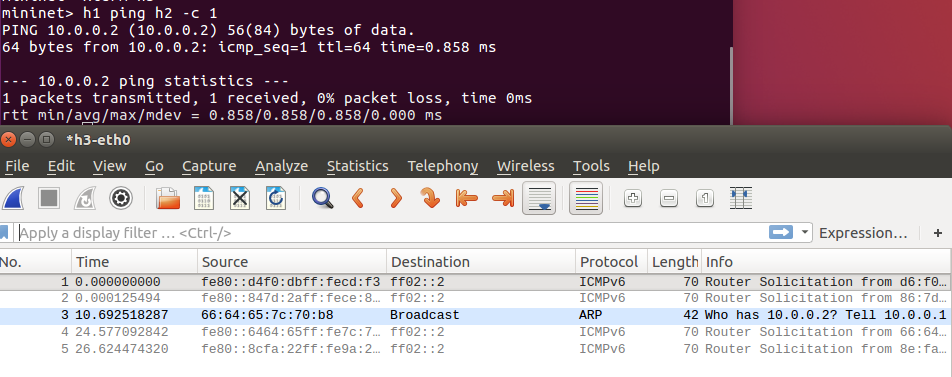 mininet> h1 ping h2 -c 1
PING 10.0.0.2 (10.0.0.2) 56(84) bytes of data.
64 bytes from 10.0.0.2: icmp_seq=1 ttl=64 time=0.858 ms
--- 10.0.0.2 ping statistics ---
1 packets transmitted, 1 received, 0% packet loss, time 0ms
rtt min/avg/max/mdev = 0.858/0.858/0.858/0.000 ms
*h3-eth0
File Edit View Go Capture Analyze Statistics Telephony Wireless Tools Help
Apply a display filter … <Ctrl-/> Expression… +
No. Time Source Destination Protocol Length Info
1 0.000000000 fe80::d4f0:dbff:fecd:f3 ff02::2 ICMPv6 70 Router Solicitation from d6:f0…
2 0.000125494 fe80::847d:2aff:fece:8… ff02::2 ICMPv6 70 Router Solicitation from 86:7d…
3 10.692518287 66:64:65:7c:70:b8 Broadcast ARP 42 Who has 10.0.0.2? Tell 10.0.0.1
4 24.577092842 fe80::6464:65ff:fe7c:7… ff02::2 ICMPv6 70 Router Solicitation from 66:64…
5 26.624474320 fe80::8cfa:22ff:fe9a:2… ff02::2 ICMPv6 70 Router Solicitation from 8e:fa…